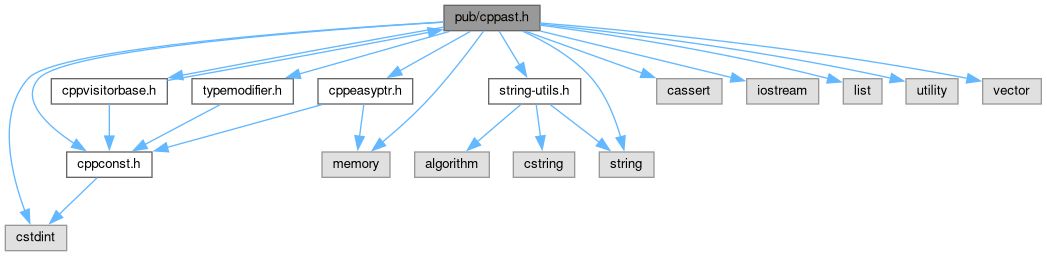 pub/cppast.h
cppvisitorbase.h
typemodifier.h
cppeasyptr.h
string-utils.h
cassert
iostream
list
utility
vector
cppconst.h
memory
algorithm
cstring
string
cstdint